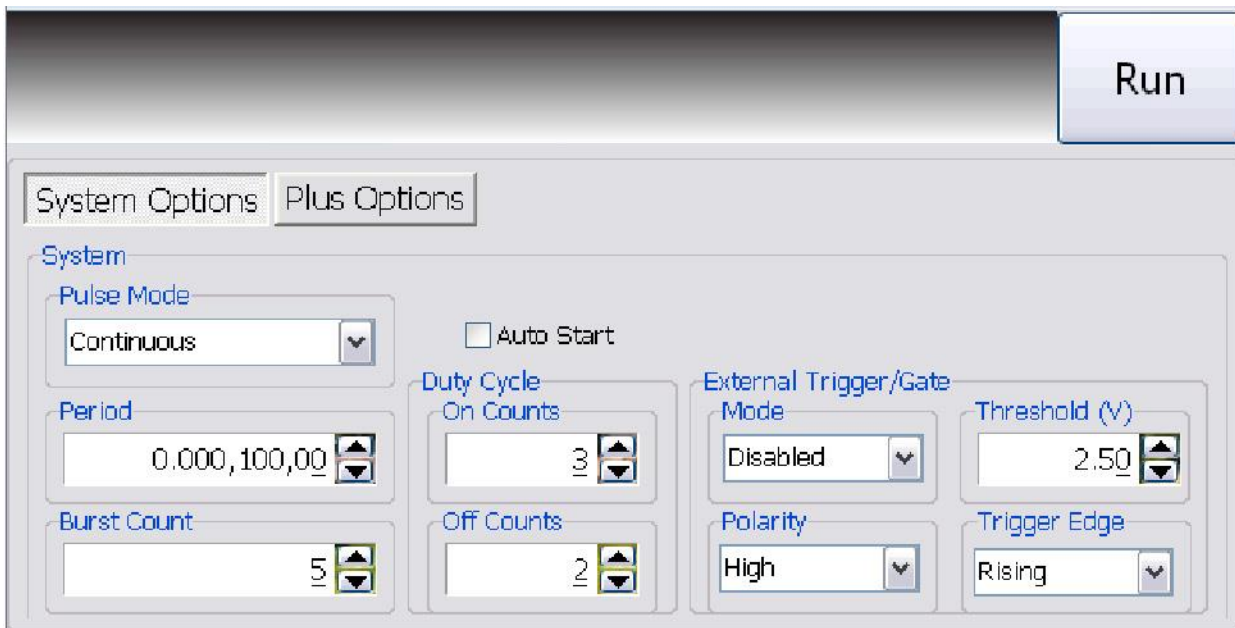 Run
System Options Plus Options
System
Pulse Mode
Continuous
Auto Start
Duty Cycle
External Trigger/Gate
Period
On Counts
Mode
Threshold (V)
0.000,100,00
3
Disabled
2.50
Burst Count
Off Counts
Polarity
Trigger Edge
5
2
High
Rising